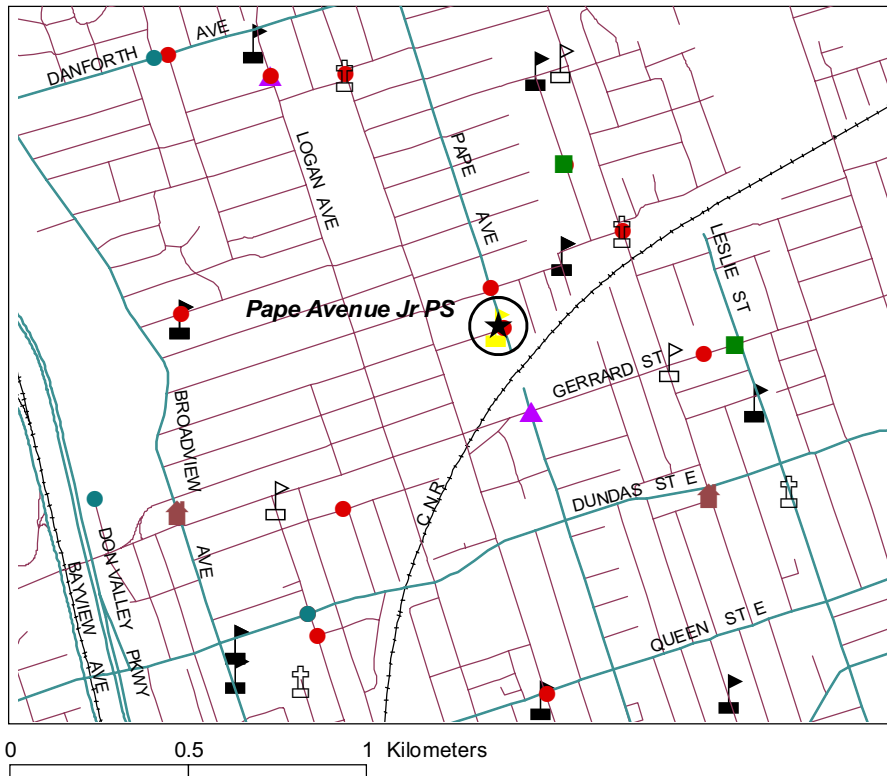 DANFORTH AVE
LOGAN AVE
PAPE AVE
LESLIE ST
Pape Avenue Jr PS
GERRARD ST
BROADVIEW AVE
C.N.R
DUNDAS ST E
DON VALLEY PKWY
BAYVIEW AVE
QUEEN ST E
0 0.5 1 Kilometers